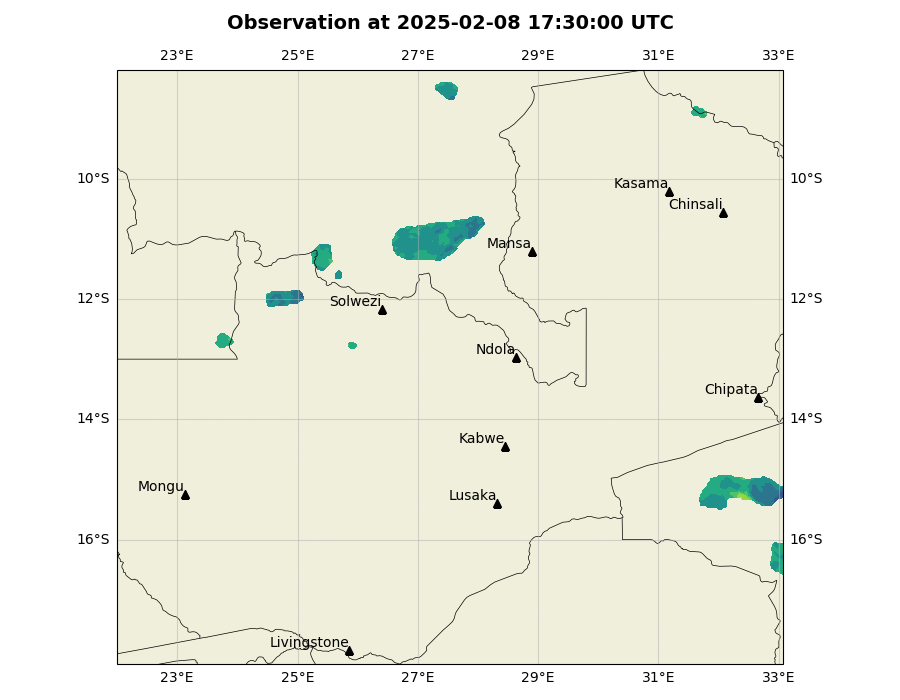 Observation at 2025-02-08 17:30:00 UTC
23°E 25°E 27°E 29°E 31°E 33°E
10°S 10°S
Kasama
Chinsali
Mansa
12°S 12°S
Solwezi
Ndola
Chipata
14°S 14°S
Kabwe
Mongu
Lusaka
16°S 16°S
Livingstone
23°E 25°E 27°E 29°E 31°E 33°E